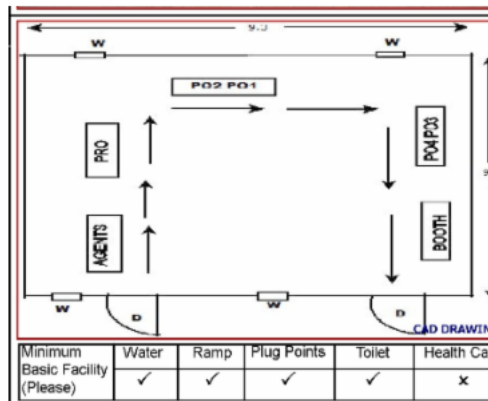 W
W
PO2 PO1
PRO
PO4 PO3
AGENTS
BOOTH
W
D
W
D
CAD DRAWIN
Minimum Basic Facility (Please)
Water
Ramp
Plug Points
Toilet
Health Ca
✓
✓
✓
✓
x